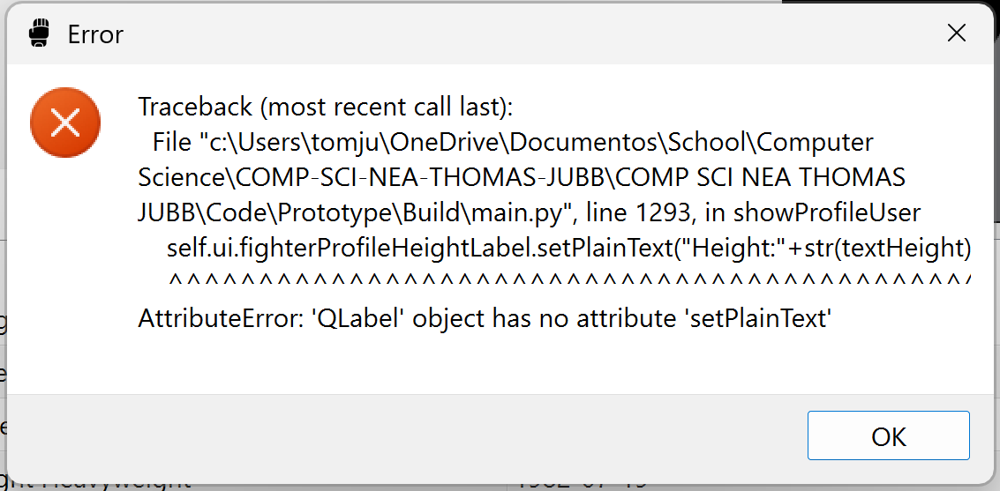 Error
Traceback (most recent call last):
File "c:\Users\tomju\OneDrive\Documentos\School\Computer
Science\COMP-SCI-NEA-THOMAS-JUBB\COMP SCI NEA THOMAS
JUBB\Code\Prototype\Build\main.py", line 1293, in showProfileUser
self.ui.fighterProfileHeightLabel.setPlainText("Height:"+str(textHeight)
^^^^^^^^^^^^^^^^^^^^^^^^^^^^^^^^^^^^^^^^^^^^
AttributeError: 'QLabel' object has no attribute 'setPlainText'
OK